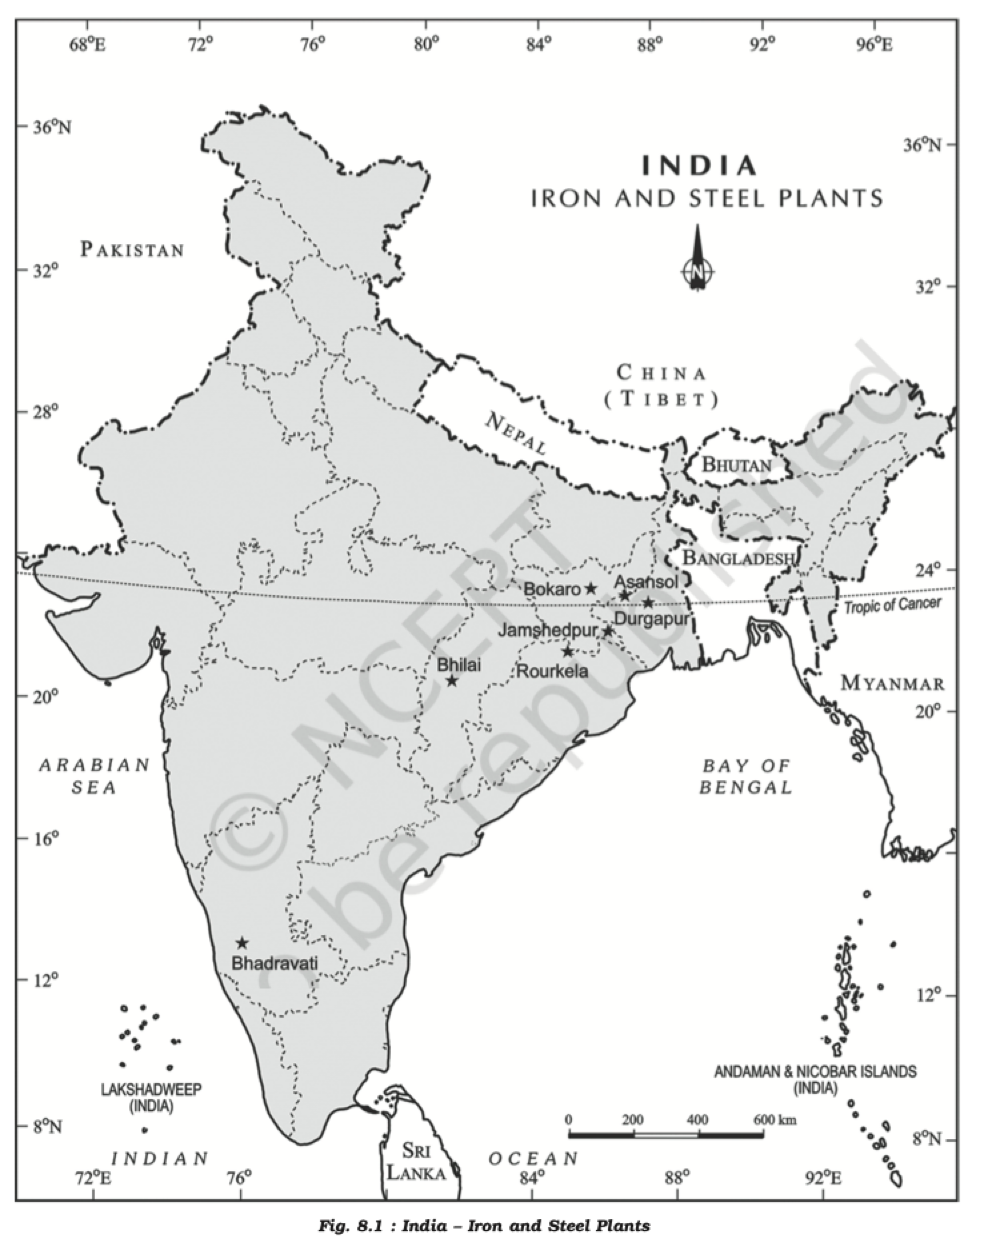 68°E 72° 76° 80° 84° 88° 92° 96°E
36°N
36°N
INDIA
IRON AND STEEL PLANTS
N
PAKISTAN
32°
32°
CHINA
(TIBET)
28°
NEPAL
BHUTAN
BANGLADESH
24°
Bokaro
Asansol
Tropic of Cancer
Durgapur
Jamshedpur
Bhilai
Rourkela
MYANMAR
20°
20°
ARABIAN
SEA
BAY OF
BENGAL
16°
Bhadravati
12°
12°
LAKSHADWEEP
(INDIA)
ANDAMAN & NICOBAR ISLANDS
(INDIA)
0 200 400 600 km
8°N
8°N
SRI
LANKA
INDIAN OCEAN
72°E 76° 84° 88° 92°E
© NCERT
be republished
Fig. 8.1 : India – Iron and Steel Plants